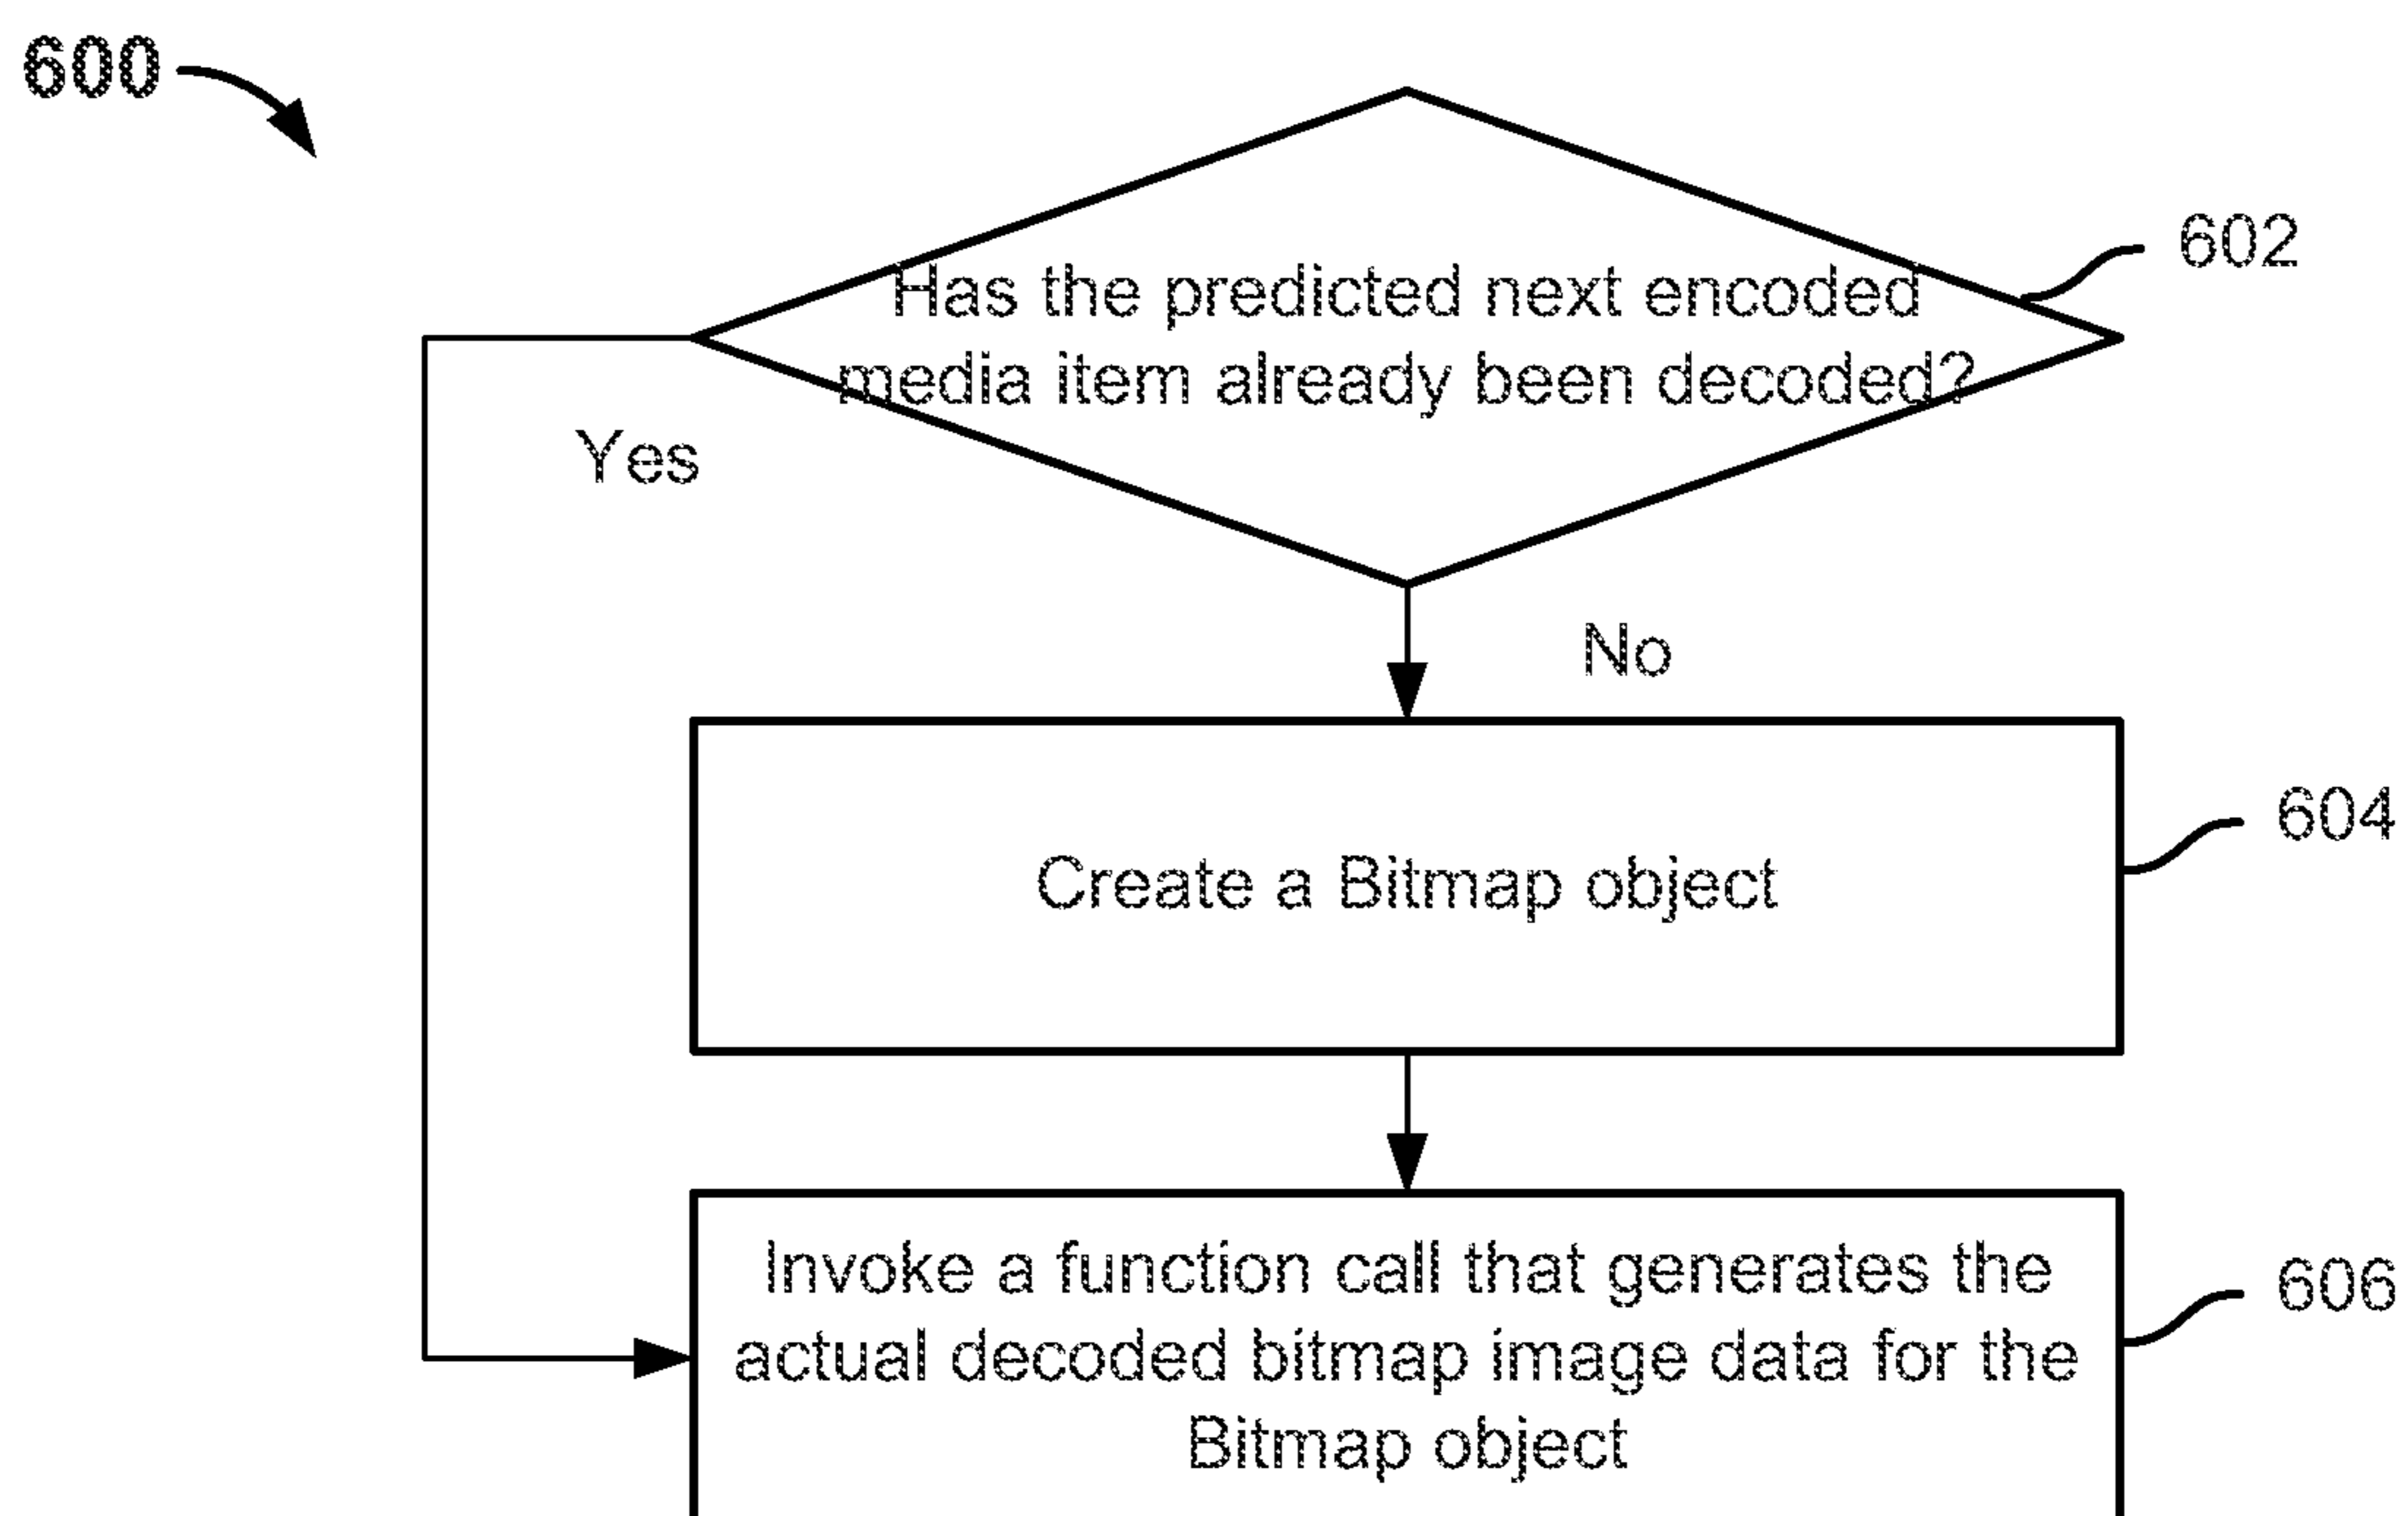 600
Has the predicted next encoded
602
media item already been decoded?
Yes
No
604
Create a Bitmap object
606
Invoke a function call that generates the
actual decoded bitmap image data for the
Bitmap object